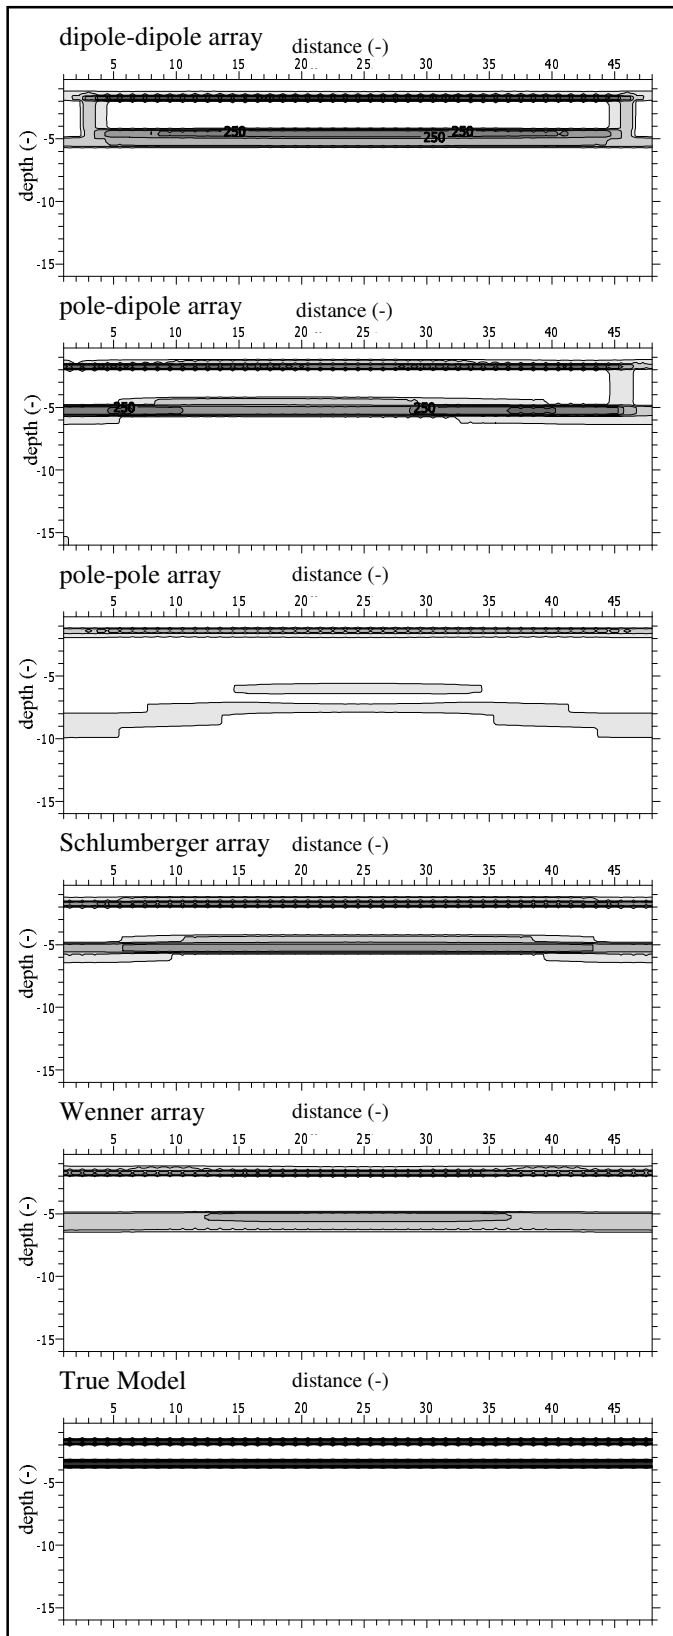 dipole-dipole array distance (-)
5 10 15 20 25 30 35 40 45
250 250
250
-5
depth (-)
-10
-15
pole-dipole array distance (-)
5 10 15 20 25 30 35 40 45
250 250
-5
depth (-)
-10
-15
pole-pole array distance (-)
5 10 15 20 25 30 35 40 45
-5
depth (-)
-10
-15
Schlumberger array distance (-)
5 10 15 20 25 30 35 40 45
-5
depth (-)
-10
-15
Wenner array distance (-)
5 10 15 20 25 30 35 40 45
-5
depth (-)
-10
-15
True Model distance (-)
5 10 15 20 25 30 35 40 45
-5
depth (-)
-10
-15